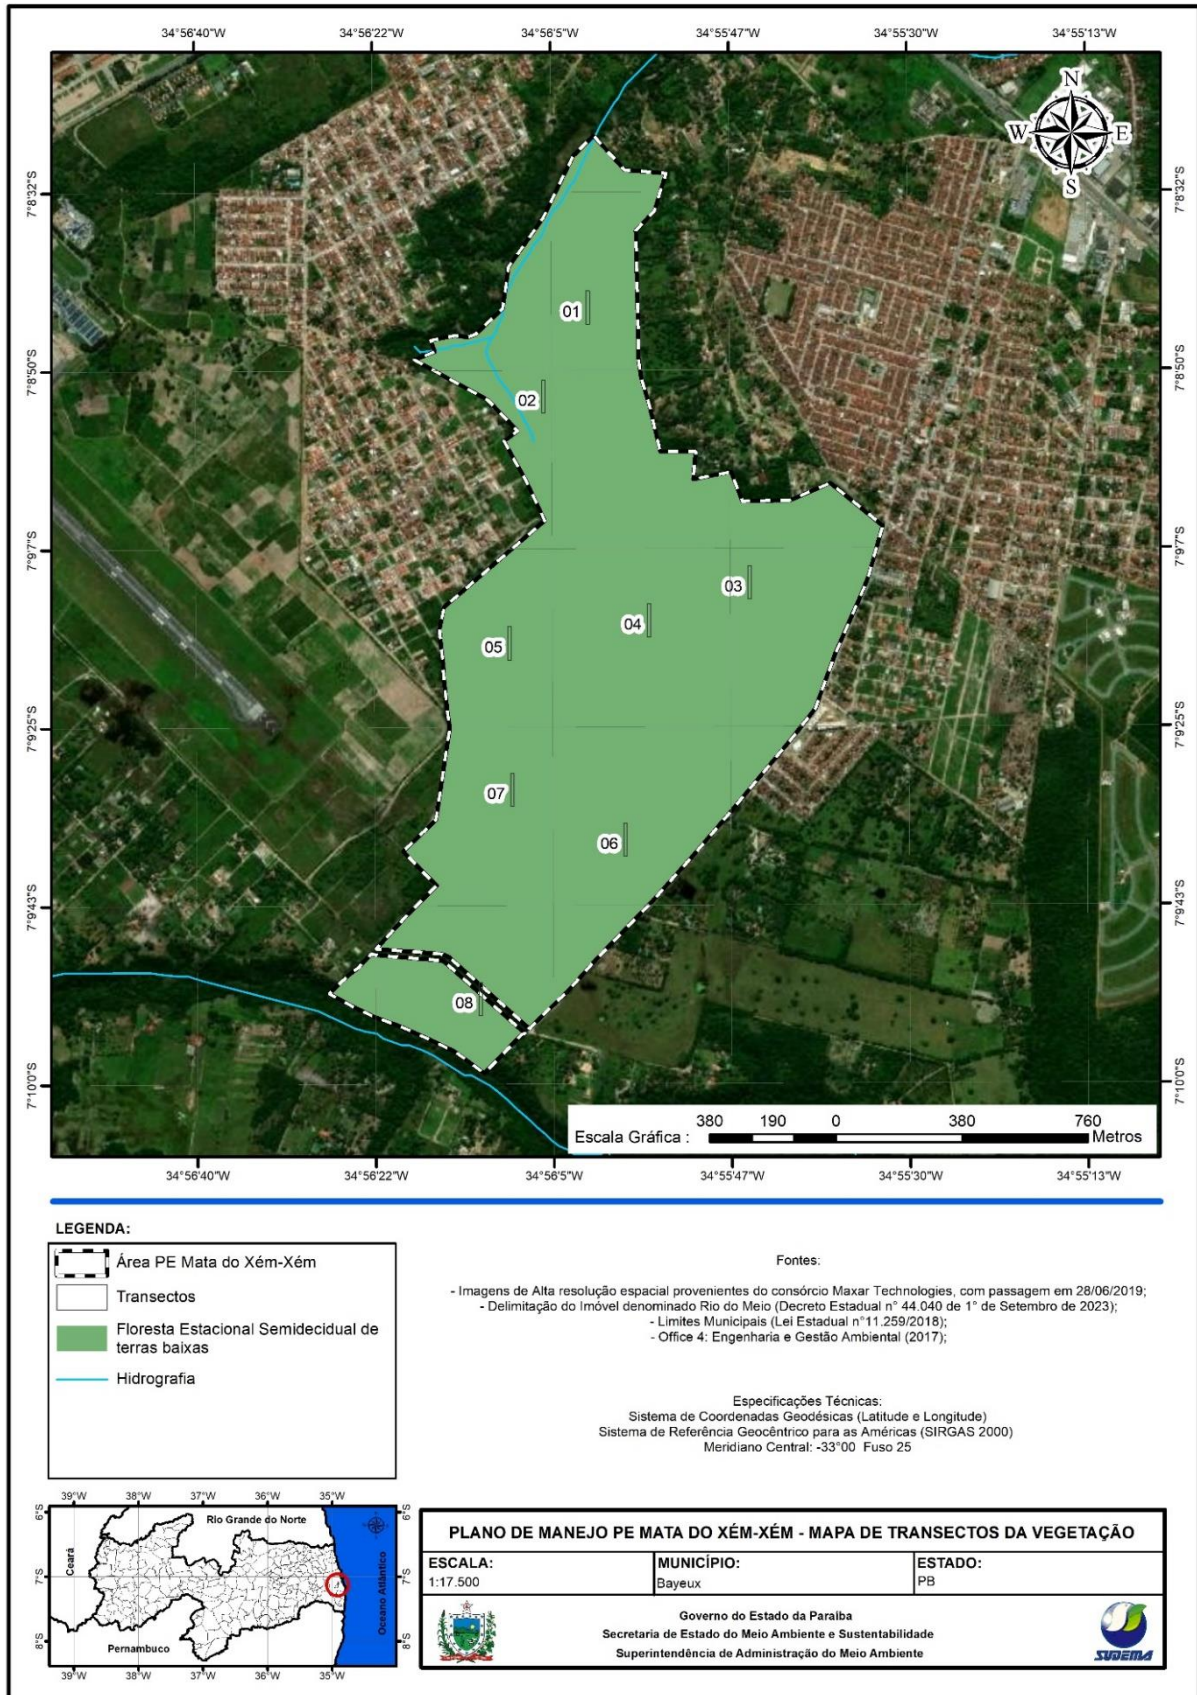 34°56'40"W 34°56'22"W 34°56'5"W 34°55'47"W 34°55'30"W 34°55'13"W
N
W E
S
7°8'32"S 7°8'32"S
01
7°8'50"S 7°8'50"S
02
7°9'7"S 7°9'7"S
03
04
05
7°9'25"S 7°9'25"S
07
06
7°9'43"S 7°9'43"S
08
7°10'0"S 7°10'0"S
380 190 0 380 760
Escala Gráfica : Metros
34°56'40"W 34°56'22"W 34°56'5"W 34°55'47"W 34°55'30"W 34°55'13"W
LEGENDA:
Área PE Mata do Xém-Xém
Transectos
Floresta Estacional Semidecidual de
terras baixas
Hidrografia
Fontes:
- Imagens de Alta resolução espacial provenientes do consórcio Maxar Technologies, com passagem em 28/06/2019;
- Delimitação do Imóvel denominado Rio do Meio (Decreto Estadual n° 44.040 de 1° de Setembro de 2023);
- Limites Municipais (Lei Estadual n°11.259/2018);
- Office 4: Engenharia e Gestão Ambiental (2017);
Especificações Técnicas:
Sistema de Coordenadas Geodésicas (Latitude e Longitude)
Sistema de Referência Geocêntrico para as Américas (SIRGAS 2000)
Meridiano Central: -33°00 Fuso 25
39°W 38°W 37°W 36°W 35°W
6°S 6°S
Rio Grande do Norte
Ceará
7°S 7°S
Oceano Atlântico
Pernambuco
8°S 8°S
39°W 38°W 37°W 36°W 35°W
PLANO DE MANEJO PE MATA DO XÉM-XÉM - MAPA DE TRANSECTOS DA VEGETAÇÃO
ESCALA: MUNICÍPIO: ESTADO:
1:17.500 Bayeux PB
Governo do Estado da Paraiba
Secretaria de Estado do Meio Ambiente e Sustentabilidade
Superintendência de Administração do Meio Ambiente
SUDEMA